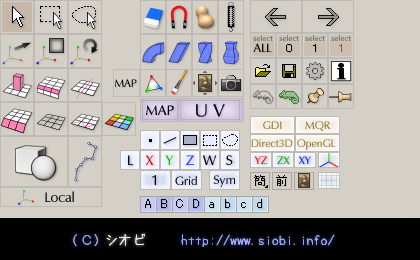 select select select select
ALL 0 1 1
MAP
MAP UV
GDI MQR
Direct3D OpenGL
L X Y Z W S
YZ ZX XY
1 Grid Sym
簡 前
Local
A B C D a b c d
(C) シオビ http://www.siobi.info/